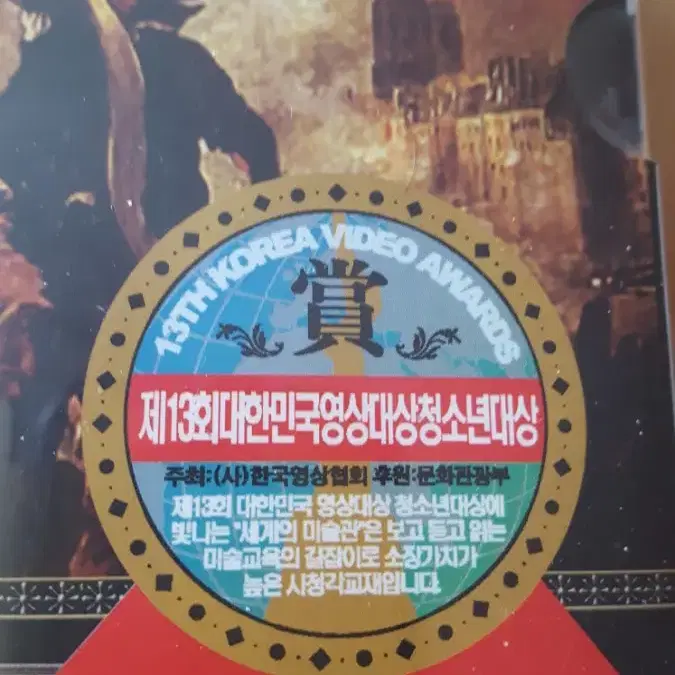 13TH KOREA VIDEO AWARDS
賞
제13회대한민국영상대상청소년대상
주최:(사)한국영상협회 후원:문화관광부
제13회 대한민국 영상대상 청소년대상에
빛나는 "세계의 미술관"은 보고 듣고 읽는
미술교육의 길잡이로 소장가치가
높은 시청각교재입니다.